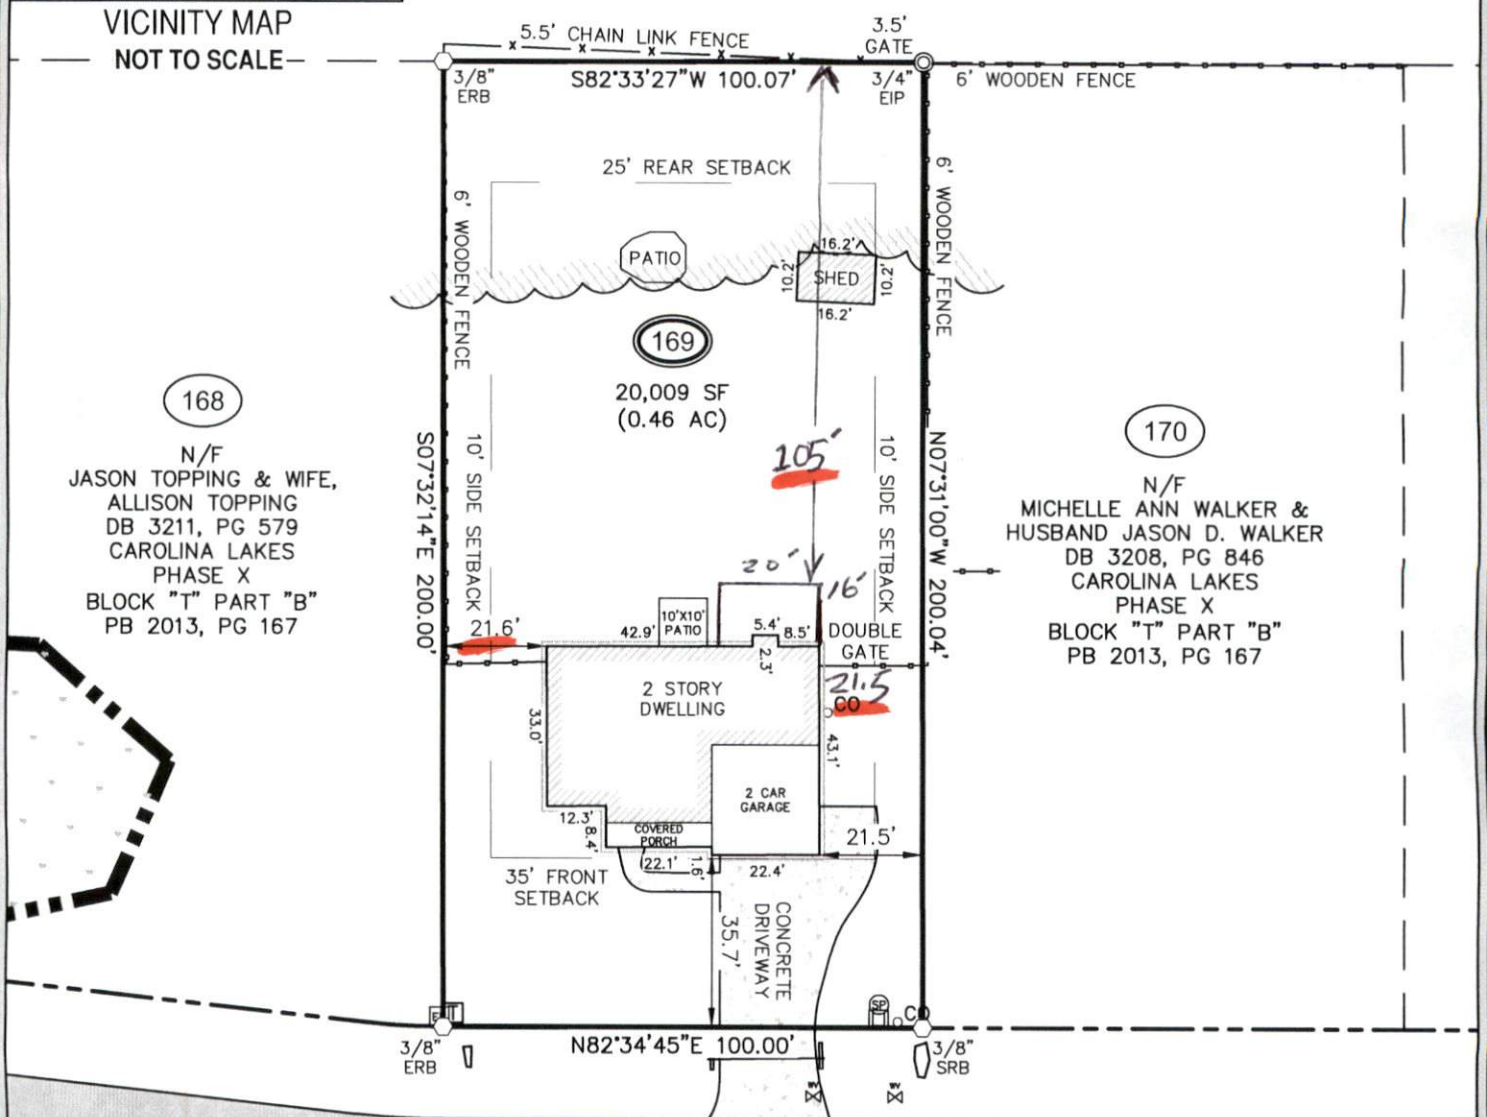 VICINITY MAP
NOT TO SCALE
5.5' CHAIN LINK FENCE
3.5'
GATE
3/8"
ERB
S82°33'27"W 100.07'
3/4"
EIP
6' WOODEN FENCE
25' REAR SETBACK
6' WOODEN FENCE
6' WOODEN FENCE
PATIO
16.2'
10.2'
SHED
10.2'
16.2'
169
20,009 SF
(0.46 AC)
168
N/F
JASON TOPPING & WIFE,
ALLISON TOPPING
DB 3211, PG 579
CAROLINA LAKES
PHASE X
BLOCK "T" PART "B"
PB 2013, PG 167
S07°32'14"E 200.00'
10' SIDE SETBACK
105'
10' SIDE SETBACK
N07°31'00"W 200.04'
170
N/F
MICHELLE ANN WALKER &
HUSBAND JASON D. WALKER
DB 3208, PG 846
CAROLINA LAKES
PHASE X
BLOCK "T" PART "B"
PB 2013, PG 167
20'
16'
21.6'
42.9'
10'X10'
PATIO
5.4'
8.5'
2.3'
DOUBLE
GATE
2 STORY
DWELLING
21.5
CO
33.0'
43.1'
2 CAR
GARAGE
12.3'
8.4'
COVERED
PORCH
22.1'
1.6'
22.4'
21.5'
35' FRONT
SETBACK
35.7'
CONCRETE
DRIVEWAY
E
T
SP
CO
3/8"
ERB
N82°34'45"E 100.00'
3/8"
SRB
WV
WV